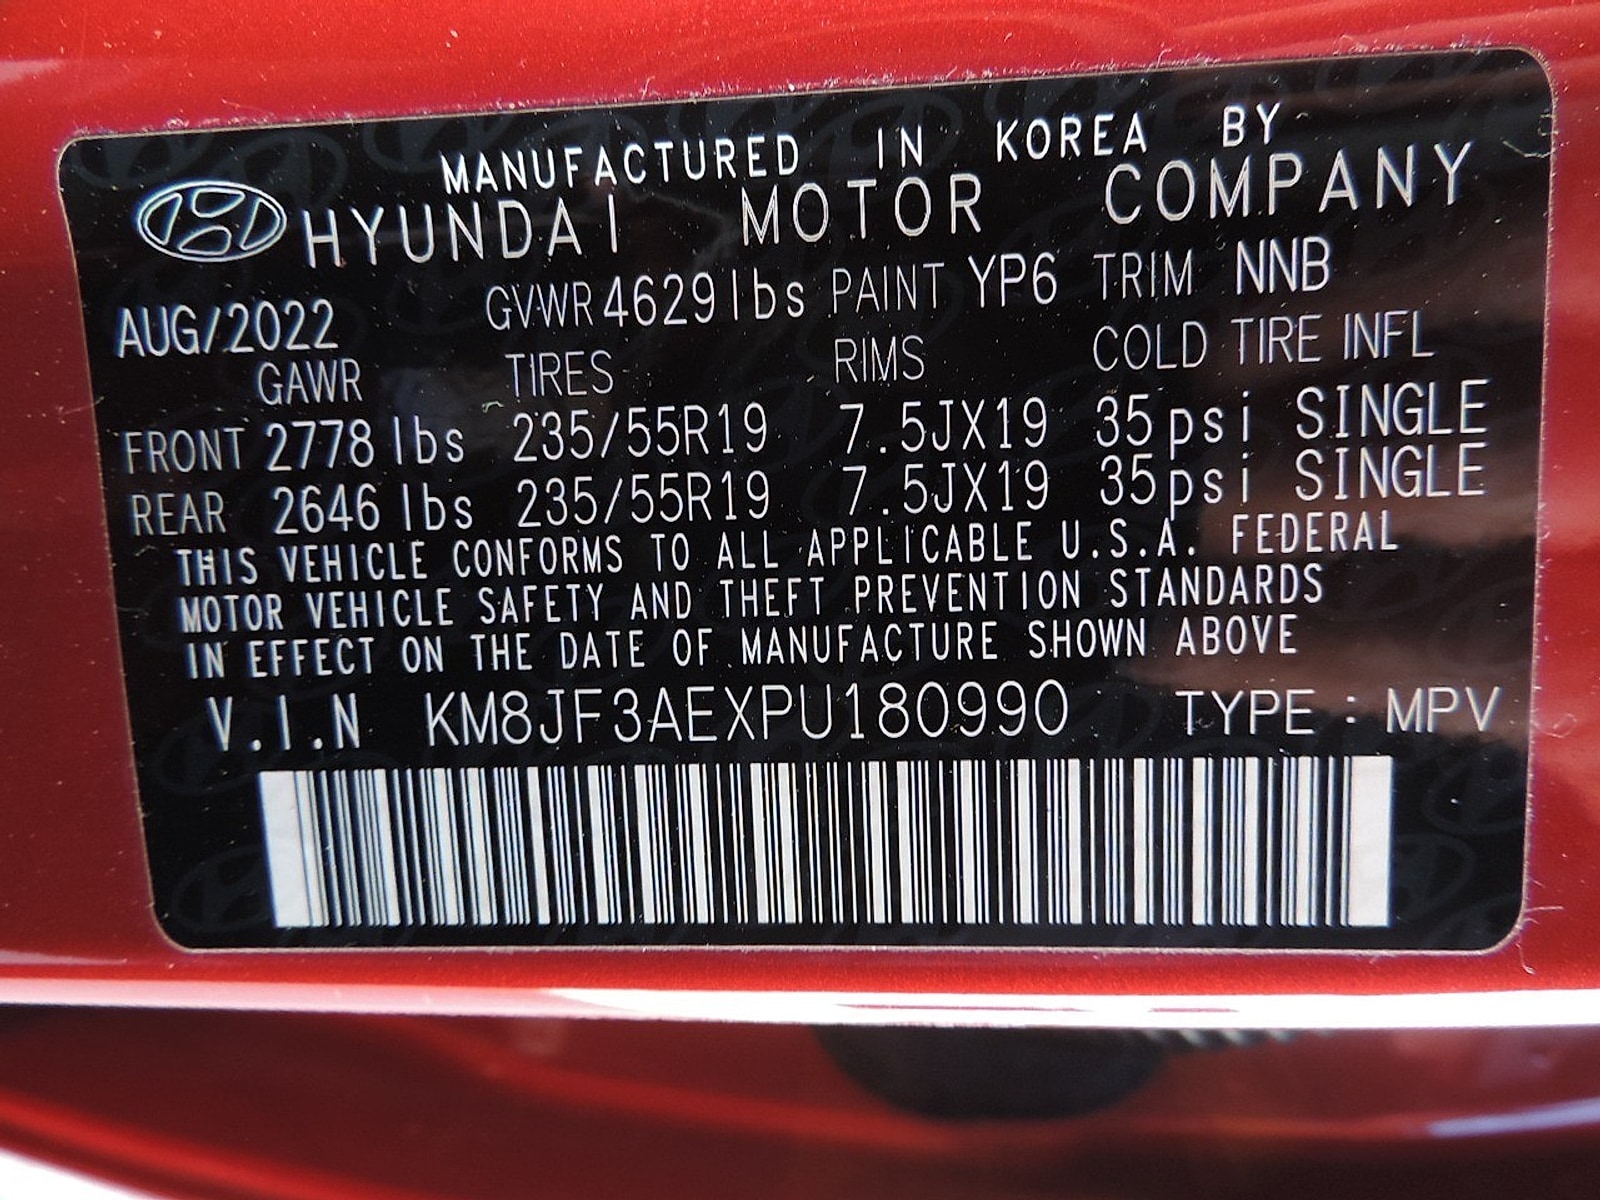 MANUFACTURED IN KOREA BY
HYUNDAI MOTOR COMPANY
AUG/2022 GVWR 4629 lbs PAINT YP6 TRIM NNB
GAWR TIRES RIMS COLD TIRE INFL
FRONT 2778 lbs 235/55R19 7.5JX19 35psi SINGLE
REAR 2646 lbs 235/55R19 7.5JX19 35psi SINGLE
THIS VEHICLE CONFORMS TO ALL APPLICABLE U.S.A. FEDERAL
MOTOR VEHICLE SAFETY AND THEFT PREVENTION STANDARDS
IN EFFECT ON THE DATE OF MANUFACTURE SHOWN ABOVE
V.I.N KM8JF3AEXPU180990 TYPE : MPV